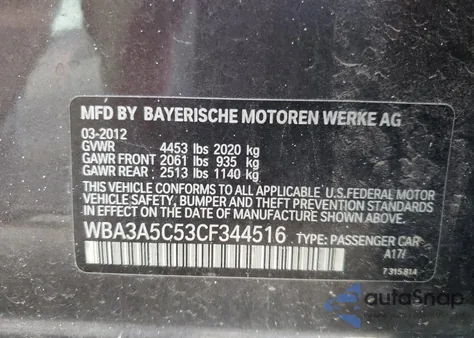 MFD BY BAYERISCHE MOTOREN WERKE AG
03-2012
GVWR 4453 lbs 2020 kg
GAWR FRONT 2061 lbs 935 kg
GAWR REAR 2513 lbs 1140 kg
THIS VEHICLE CONFORMS TO ALL APPLICABLE U.S.FEDERAL MOTOR
VEHICLE SAFETY, BUMPER AND THEFT PREVENTION STANDARDS IN
EFFECT ON THE DATE OF MANUFACTURE SHOWN ABOVE.
WBA3A5C53CF344516 TYPE: PASSENGER CAR
A17/
7 315 814
autoSnap